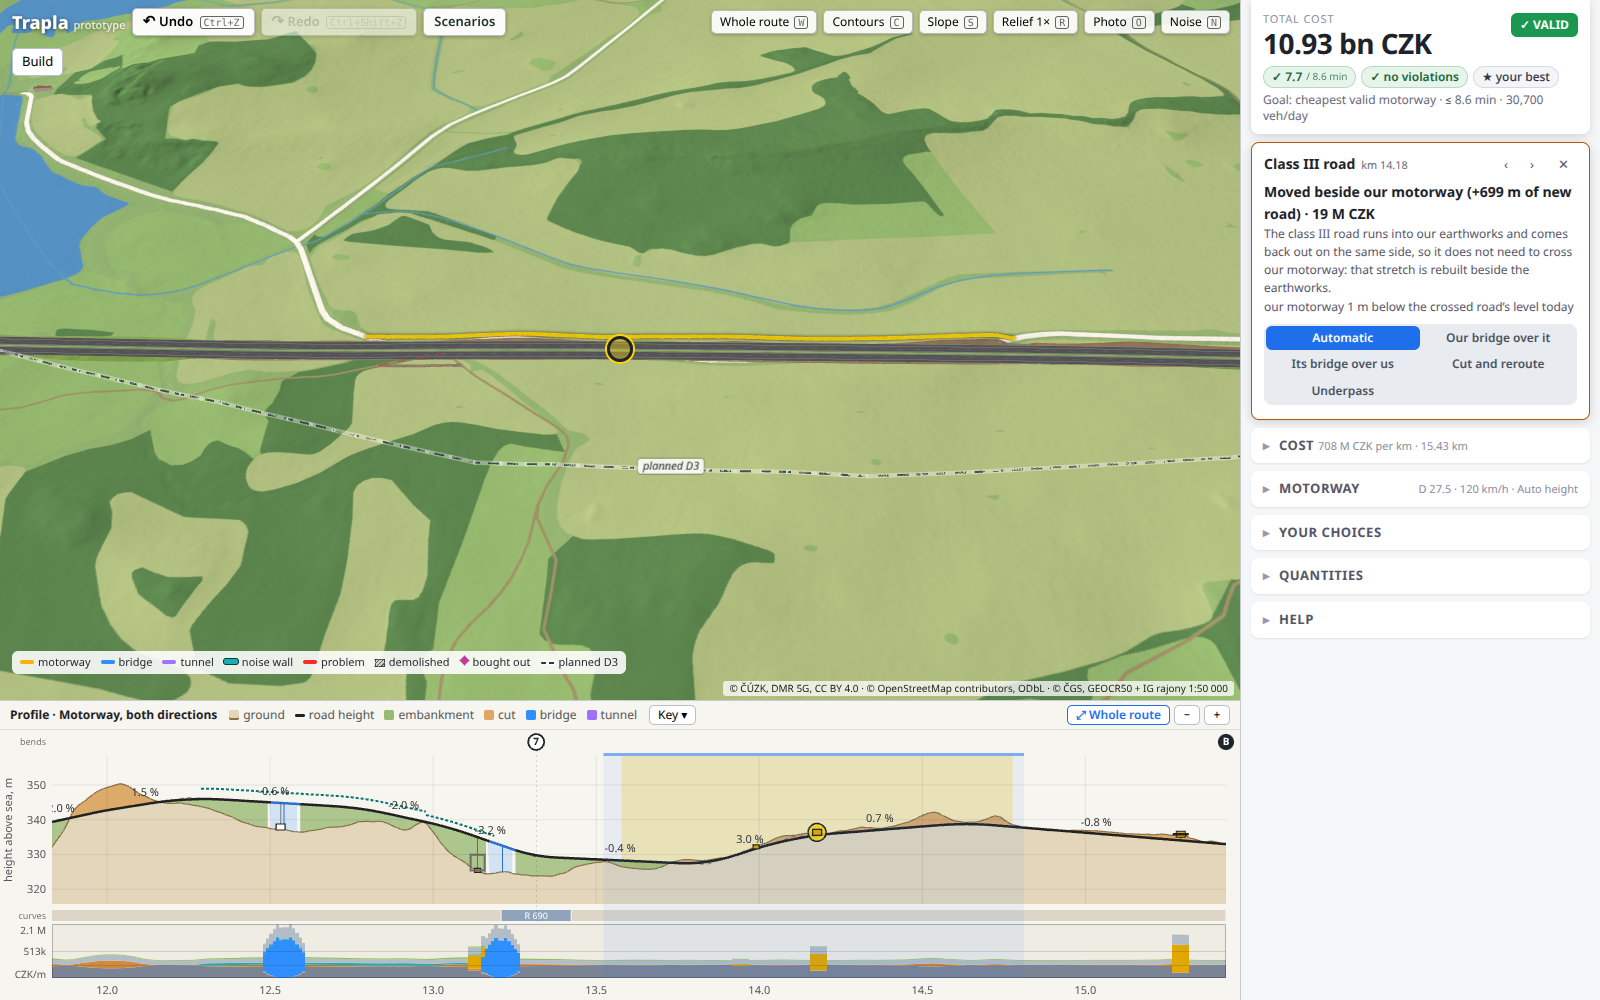 Trapla prototype
↶ Undo Ctrl+Z
↷ Redo Ctrl+Shift+Z
Scenarios
Whole route W
Contours C
Slope S
Relief 1× R
Photo O
Noise N
Build
planned D3
motorway
bridge
tunnel
noise wall
problem
demolished
bought out
planned D3
© ČÚZK, DMR 5G, CC BY 4.0 · © OpenStreetMap contributors, ODbL · © ČGS, GEOCR50 + IG rajony 1:50 000
TOTAL COST
✓ VALID
10.93 bn CZK
✓ 7.7 / 8.6 min
✓ no violations
★ your best
Goal: cheapest valid motorway · ≤ 8.6 min · 30,700
veh/day
Class III road km 14.18
‹ › ✕
Moved beside our motorway (+699 m of new
road) · 19 M CZK
The class III road runs into our earthworks and comes
back out on the same side, so it does not need to cross
our motorway: that stretch is rebuilt beside the
earthworks.
our motorway 1 m below the crossed road's level today
Automatic
Our bridge over it
Its bridge over us
Cut and reroute
Underpass
▶ COST 708 M CZK per km · 15.43 km
▶ MOTORWAY D 27.5 · 120 km/h · Auto height
▶ YOUR CHOICES
▶ QUANTITIES
▶ HELP
Profile · Motorway, both directions
ground
road height
embankment
cut
bridge
tunnel
Key ▾
⤢ Whole route
−
+
bends
7
B
height above sea, m
350
340
330
320
.0 %
1.5 %
-0.6 %
-2.0 %
-3.2 %
-0.4 %
3.0 %
0.7 %
-0.8 %
curves
R 690
2.1 M
513k
CZK/m
12.0
12.5
13.0
13.5
14.0
14.5
15.0